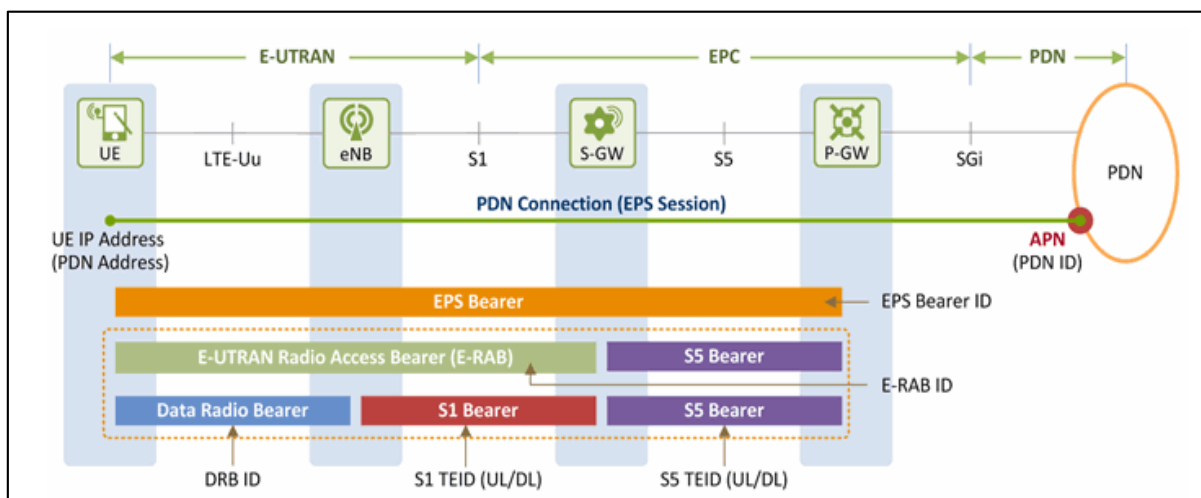 E-UTRAN
EPC
PDN
UE
LTE-Uu
eNB
S1
S-GW
S5
P-GW
SGi
PDN
PDN Connection (EPS Session)
UE IP Address
(PDN Address)
APN
(PDN ID)
EPS Bearer
EPS Bearer ID
E-UTRAN Radio Access Bearer (E-RAB)
S5 Bearer
E-RAB ID
Data Radio Bearer
S1 Bearer
S5 Bearer
DRB ID
S1 TEID (UL/DL)
S5 TEID (UL/DL)